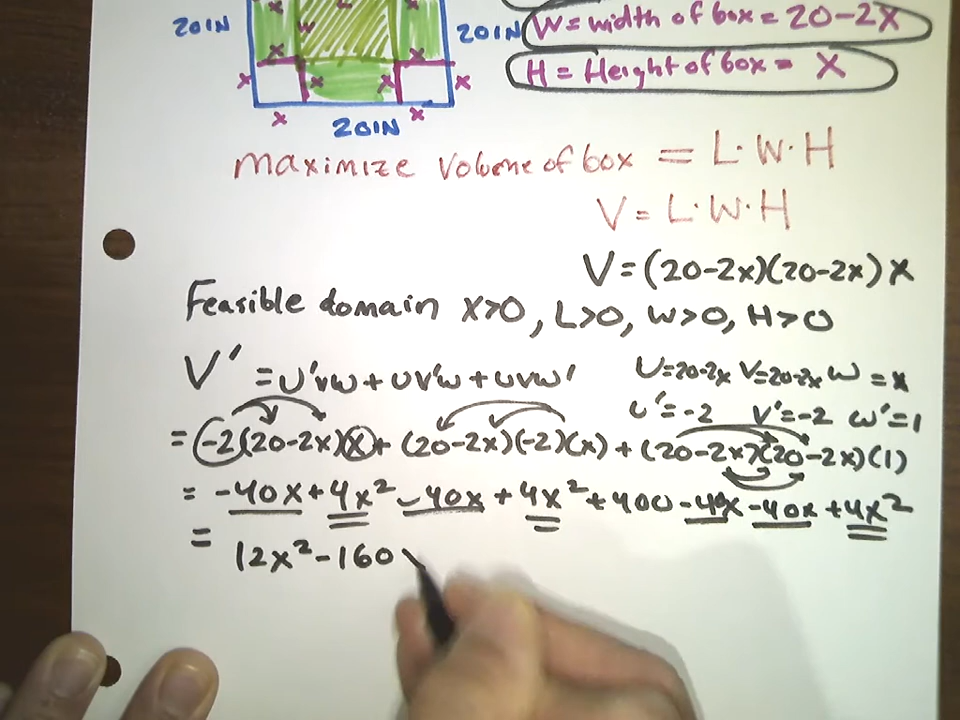 x L x
20IN x W x 20IN W = width of box = 20-2x
x x x x H = Height of box = x
x x
20IN
maximize volume of box = L·W·H
V = L·W·H
V = (20-2x)(20-2x)x
Feasible domain x>0, L>0, W>0, H>0
V' = u'vw + uv'w + uvw' U=20-2x V=20-2x W=x
u'=-2 v'=-2 w'=1
= -2(20-2x)(x) + (20-2x)(-2)(x) + (20-2x)(20-2x)(1)
= -40x + 4x² - 40x + 4x² + 400 - 40x - 40x + 4x²
= 12x² - 160